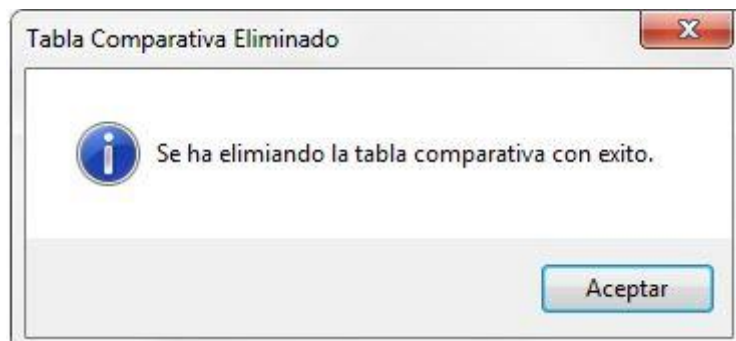 Tabla Comparativa Eliminado
Se ha elimiando la tabla comparativa con exito.
Aceptar